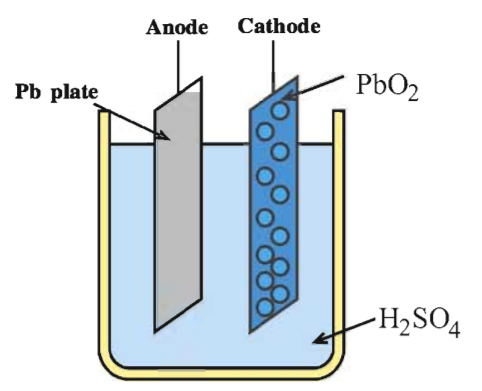 Anode Cathode
Pb plate
PbO₂
H₂SO₄